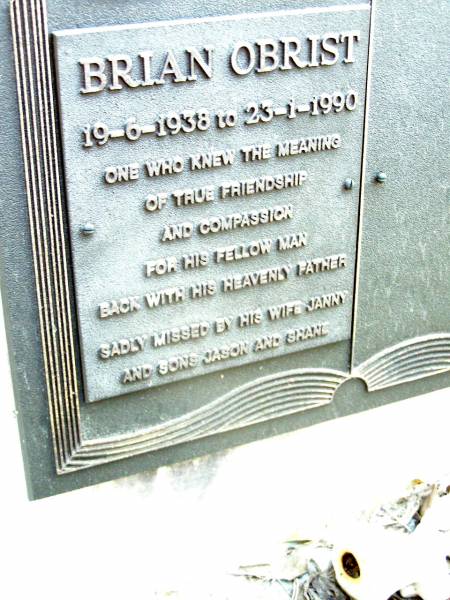 BRIAN OBRIST
19-6-1938 to 23-1-1990
ONE WHO KNEW THE MEANING
OF TRUE FRIENDSHIP
AND COMPASSION
FOR HIS FELLOW MAN
BACK WITH HIS HEAVENLY FATHER
SADLY MISSED BY HIS WIFE JANNY
AND SONS JASON AND SHANE